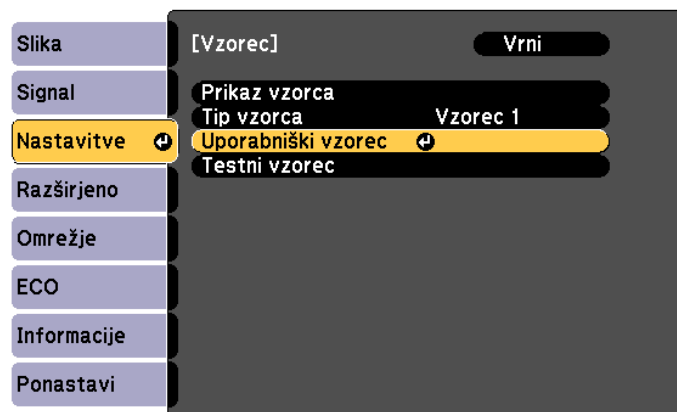 Slika
Signal
Nastavitve
Razširjeno
Omrežje
ECO
Informacije
Ponastavi
[Vzorec] Vrni
Prikaz vzorca
Tip vzorca Vzorec 1
Uporabniški vzorec
Testni vzorec